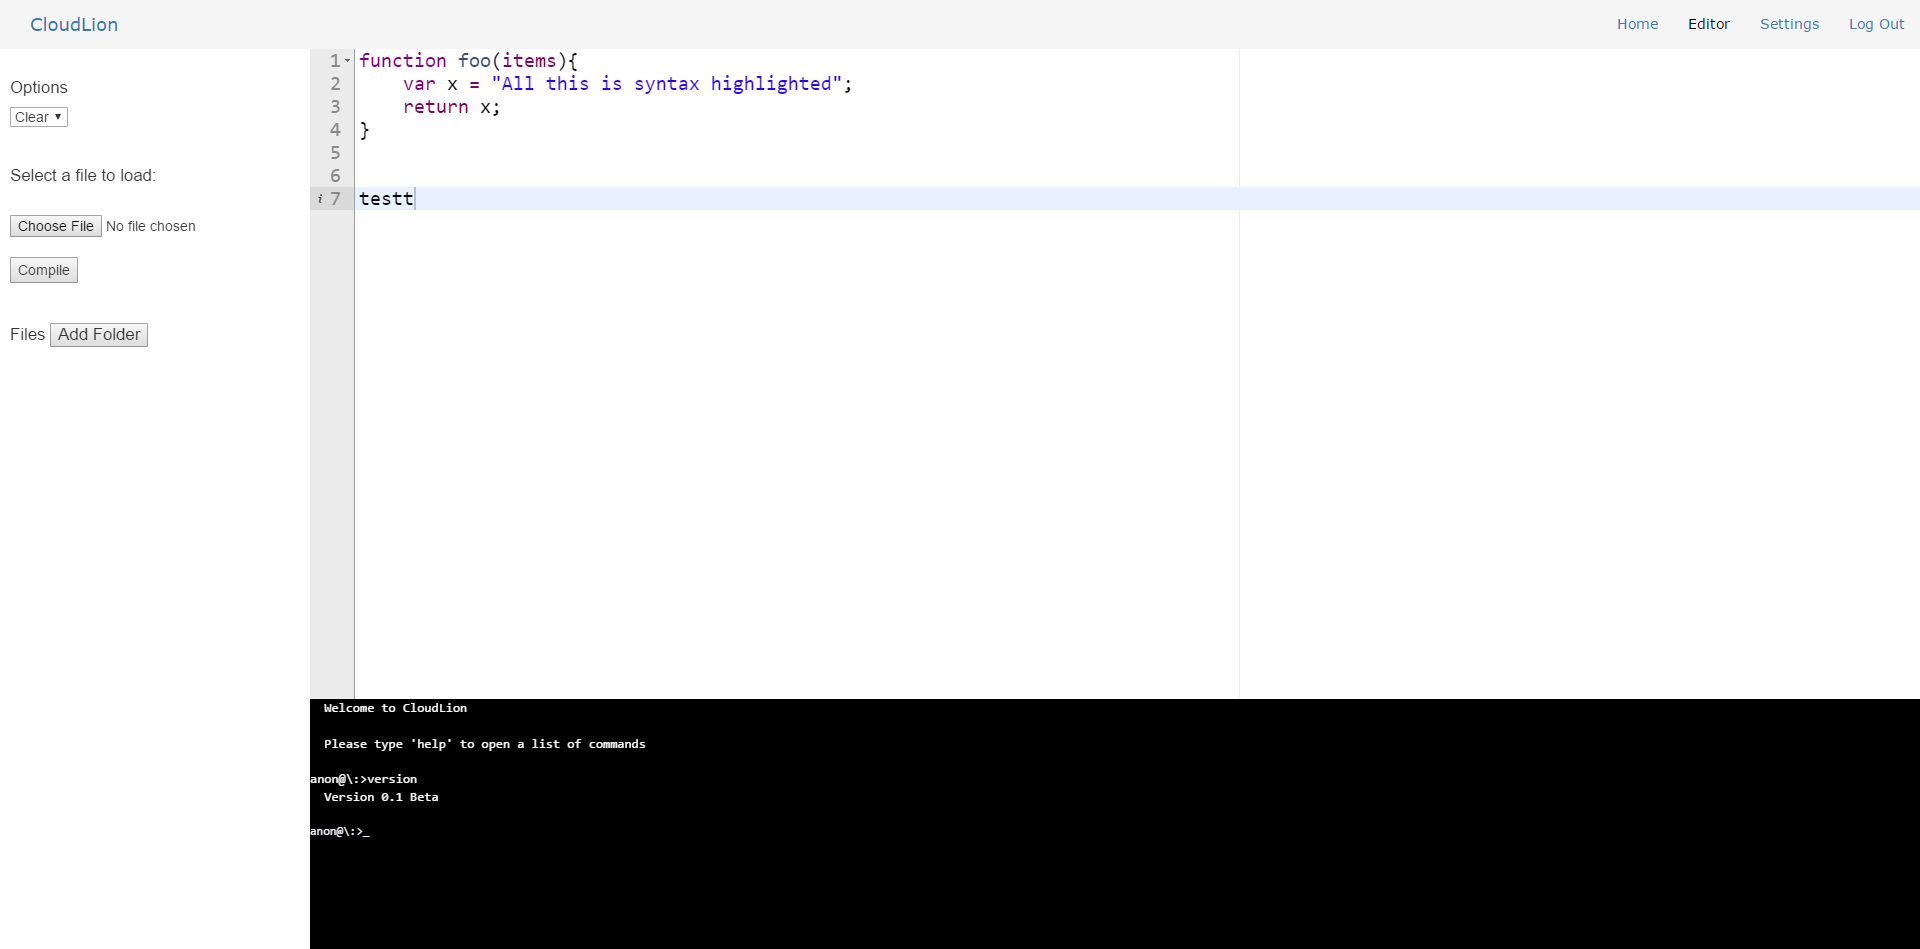 CloudLion
Home Editor Settings Log Out
Options
Clear
Select a file to load:
Choose File No file chosen
Compile
Files Add Folder
1 function foo(items){
2     var x = "All this is syntax highlighted";
3     return x;
4 }
5
6
i 7 testt
Welcome to CloudLion
Please type 'help' to open a list of commands
anon@\:>version
Version 0.1 Beta
anon@\:>_